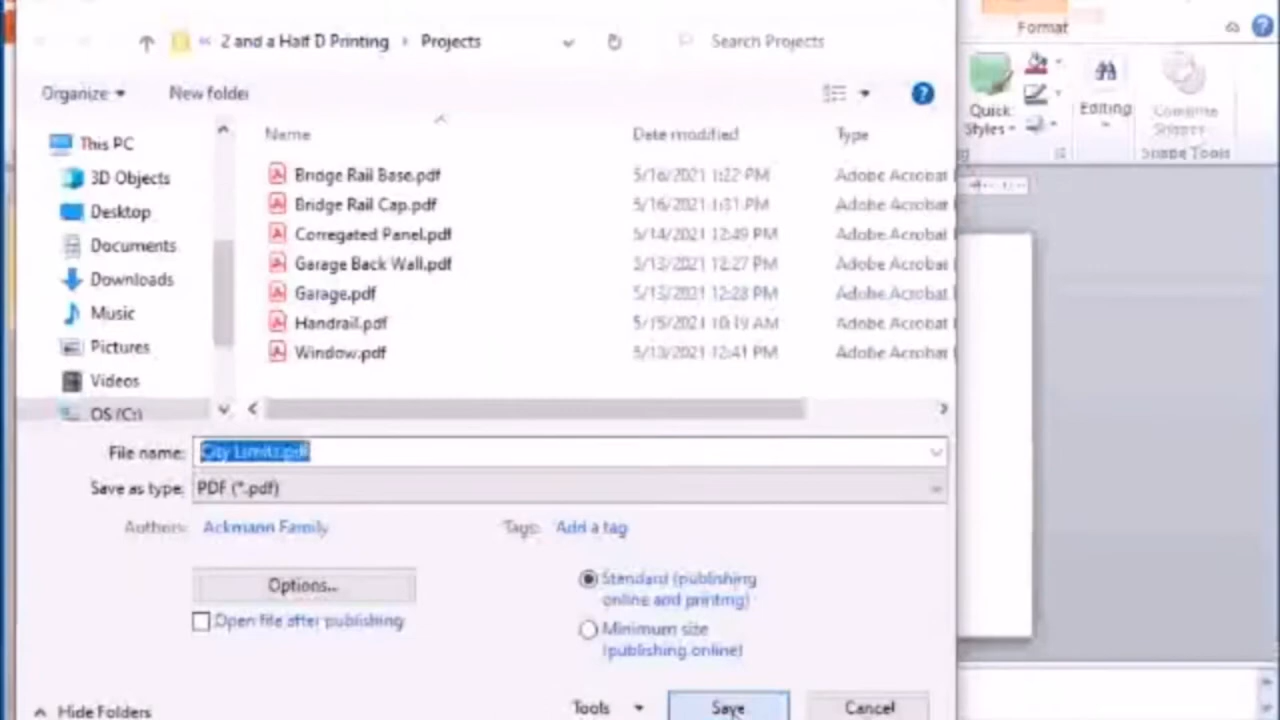 2 and a Half D Printing > Projects
Search Projects
Format
Organize
New folder
Quick Styles
Editing
Combine Shapes
Shape Tools
Name
Date modified
Type
This PC
3D Objects
Desktop
Documents
Downloads
Music
Pictures
Videos
OS (C:)
Bridge Rail Base.pdf 5/16/2021 1:22 PM Adobe Acrobat
Bridge Rail Cap.pdf 5/16/2021 1:31 PM Adobe Acrobat
Corregated Panel.pdf 5/14/2021 12:49 PM Adobe Acrobat
Garage Back Wall.pdf 5/13/2021 12:27 PM Adobe Acrobat
Garage.pdf 5/13/2021 12:28 PM Adobe Acrobat
Handrail.pdf 5/15/2021 10:19 AM Adobe Acrobat
Window.pdf 5/13/2021 12:41 PM Adobe Acrobat
File name: City Limits.pdf
Save as type: PDF (*.pdf)
Authors: Ackmann Family
Tags: Add a tag
Options...
Open file after publishing
Standard (publishing
online and printing)
Minimum size
(publishing online)
Hide Folders
Tools
Save
Cancel